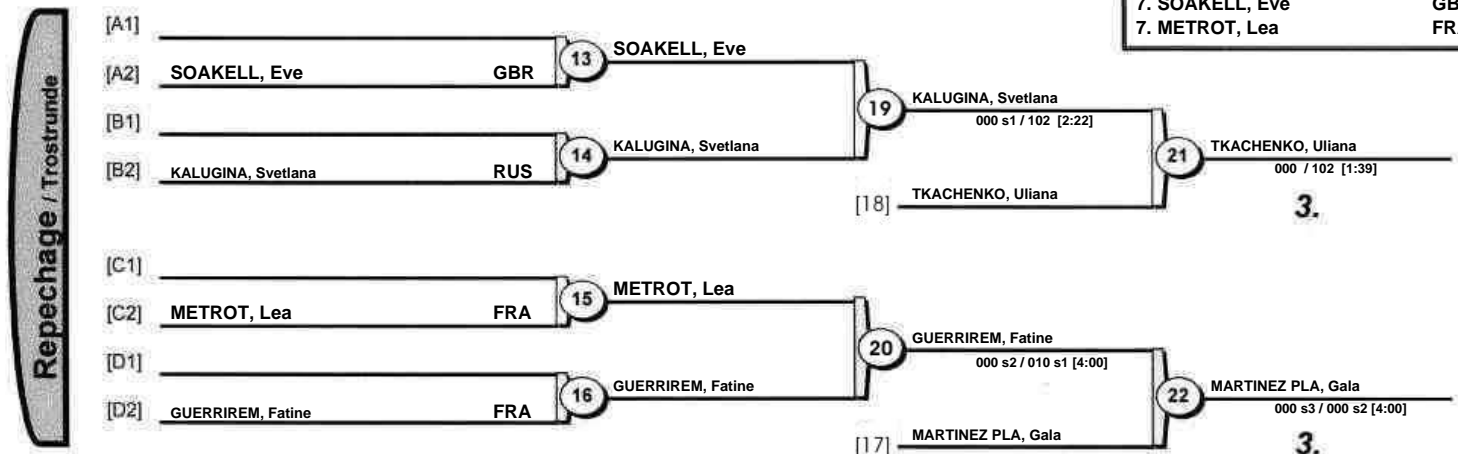 7. SOAKELL, Eve GB
7. METROT, Lea FRA
Repechage / Trostrunde
[A1]
[A2] SOAKELL, Eve GBR
13 SOAKELL, Eve
[B1]
[B2] KALUGINA, Svetlana RUS
14 KALUGINA, Svetlana
19 KALUGINA, Svetlana
000 s1 / 102 [2:22]
[18] TKACHENKO, Uliana
21 TKACHENKO, Uliana
000 / 102 [1:39]
3.
[C1]
[C2] METROT, Lea FRA
15 METROT, Lea
[D1]
[D2] GUERRIREM, Fatine FRA
16 GUERRIREM, Fatine
20 GUERRIREM, Fatine
000 s2 / 010 s1 [4:00]
[17] MARTINEZ PLA, Gala
22 MARTINEZ PLA, Gala
000 s3 / 000 s2 [4:00]
3.